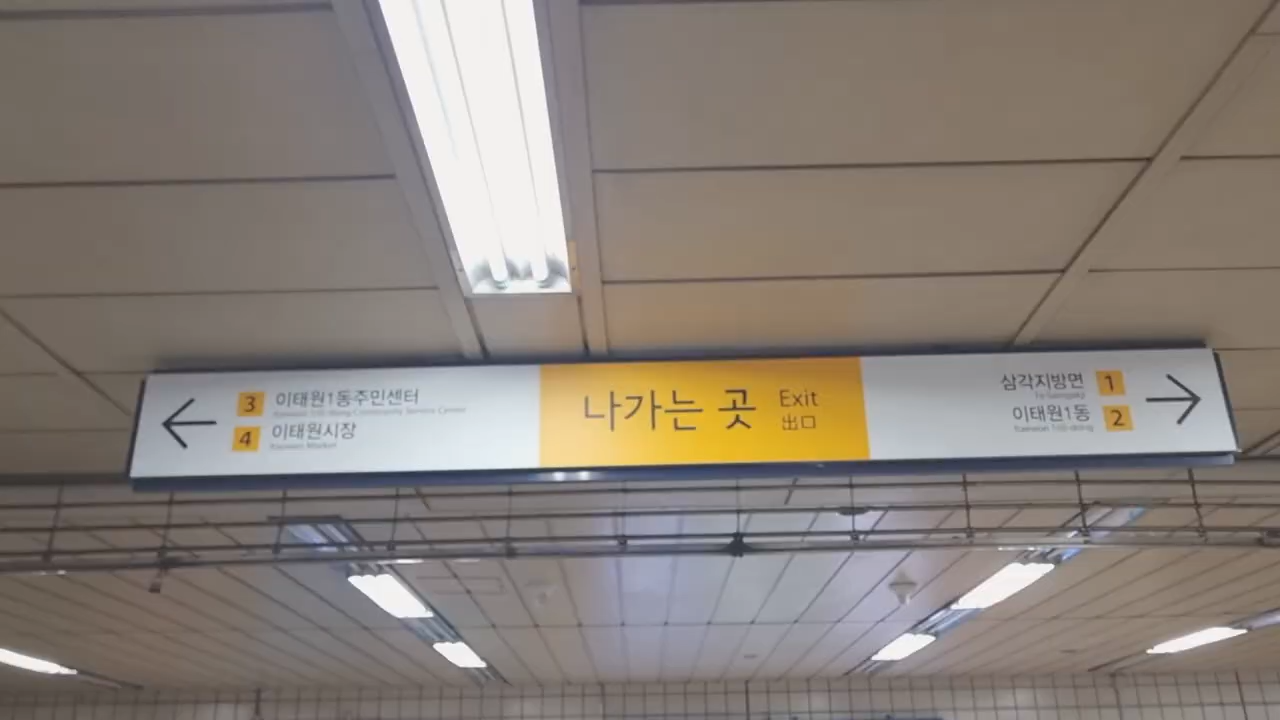 3 이태원1동주민센터
Itaewon 1(il)-dong Community Service Center
4 이태원시장
Itaewon Market
나가는 곳 Exit
出口
삼각지방면 1
To Samgakji
이태원1동 2
Itaewon 1(il)-dong